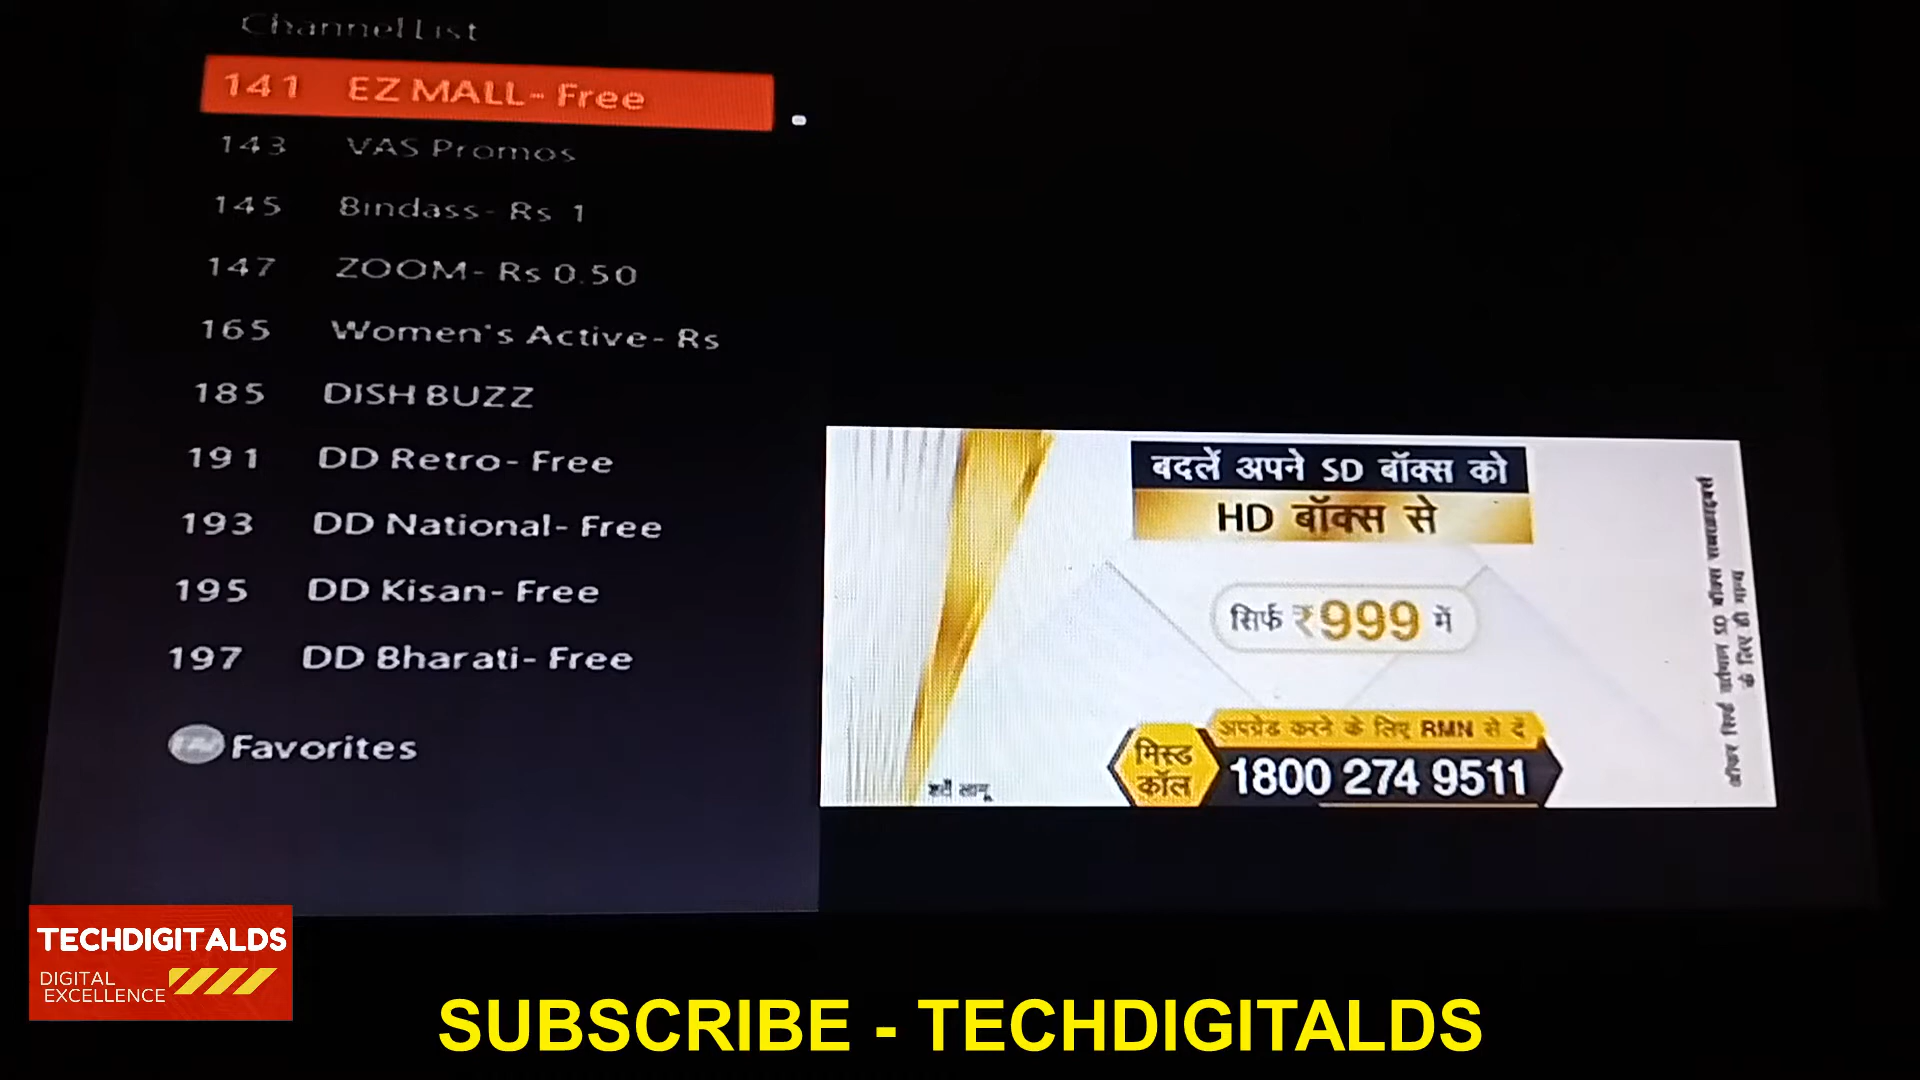 Channel List
141 EZ MALL- Free
143 VAS Promos
145 Bindass- Rs 1
147 ZOOM- Rs 0.50
165 Women's Active- Rs
185 DISH BUZZ
191 DD Retro- Free
193 DD National- Free
195 DD Kisan- Free
197 DD Bharati- Free
Favorites
बदलें अपने SD बॉक्स को
HD बॉक्स से
सिर्फ ₹999 में
अपग्रेड करने के लिए RMN से दें
मिस्ड
कॉल
1800 274 9511
शर्तें लागू
TECHDIGITALDS
DIGITAL
EXCELLENCE
SUBSCRIBE - TECHDIGITALDS